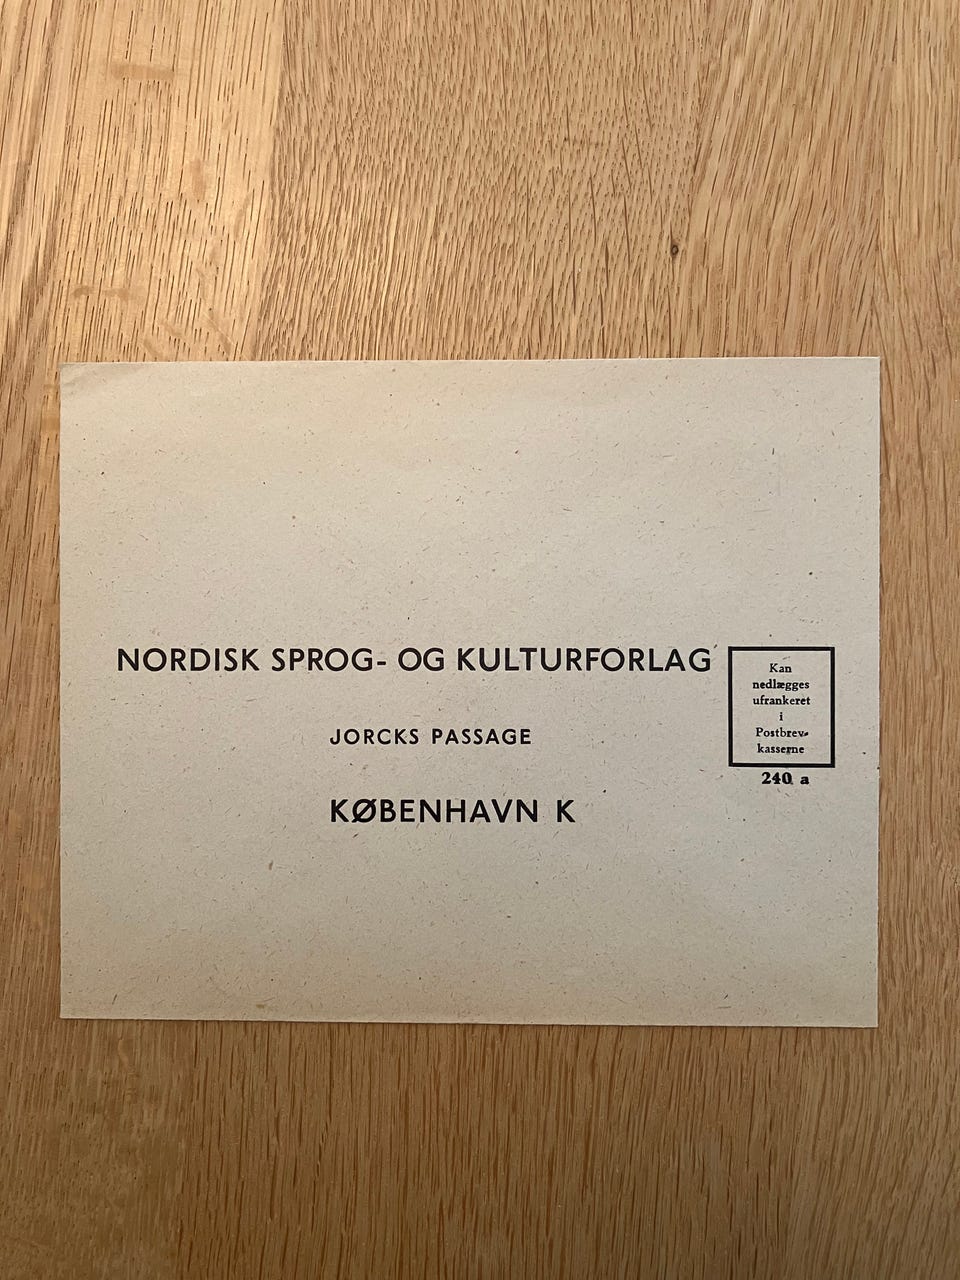 NORDISK SPROG- OG KULTURFORLAG
JORCKS PASSAGE
KØBENHAVN K
Kan
nedlægges
ufrankeret
i
Postbrev-
kasserne
240 a